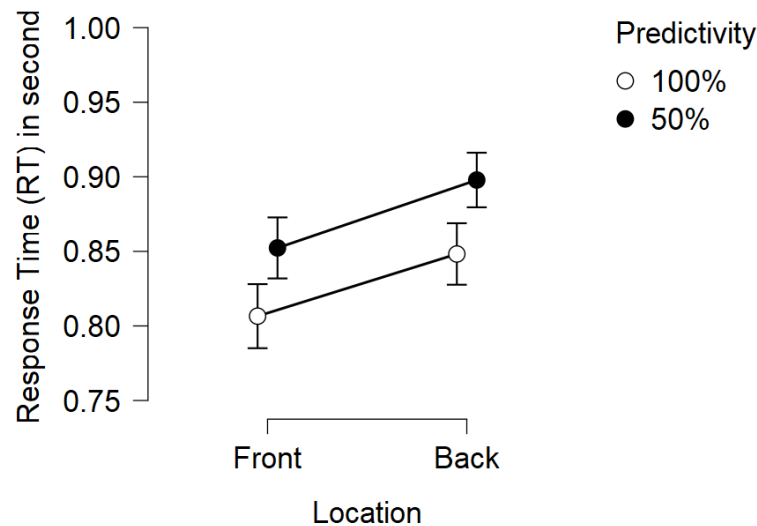 Response Time (RT) in second
1.00
0.95
0.90
0.85
0.80
0.75
Front
Back
Location
Predictivity
100%
50%